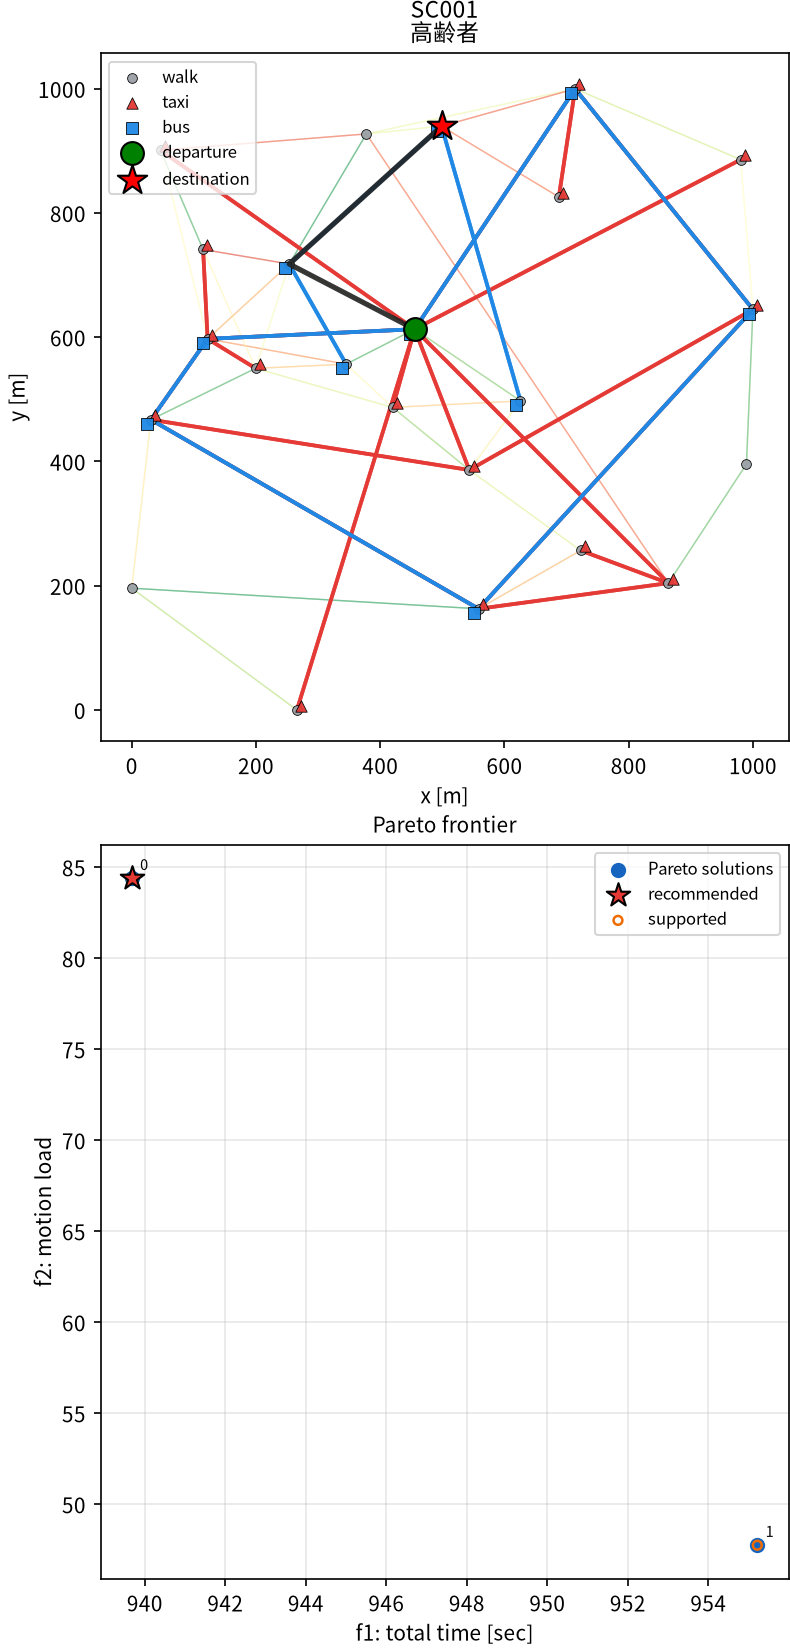 SC001
高齢者
walk
taxi
bus
departure
destination
1000
800
600
400
200
0
y [m]
0 200 400 600 800 1000
x [m]
Pareto frontier
0
Pareto solutions
recommended
supported
85
80
75
70
65
60
55
50
f2: motion load
1
940 942 944 946 948 950 952 954
f1: total time [sec]